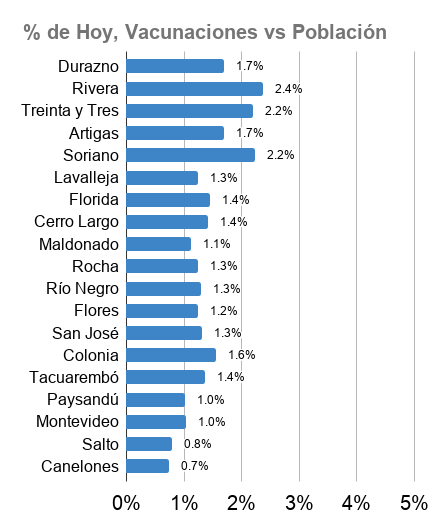 % de Hoy, Vacunaciones vs Población
Durazno 1.7%
Rivera 2.4%
Treinta y Tres 2.2%
Artigas 1.7%
Soriano 2.2%
Lavalleja 1.3%
Florida 1.4%
Cerro Largo 1.4%
Maldonado 1.1%
Rocha 1.3%
Río Negro 1.3%
Flores 1.2%
San José 1.3%
Colonia 1.6%
Tacuarembó 1.4%
Paysandú 1.0%
Montevideo 1.0%
Salto 0.8%
Canelones 0.7%
0% 1% 2% 3% 4% 5%